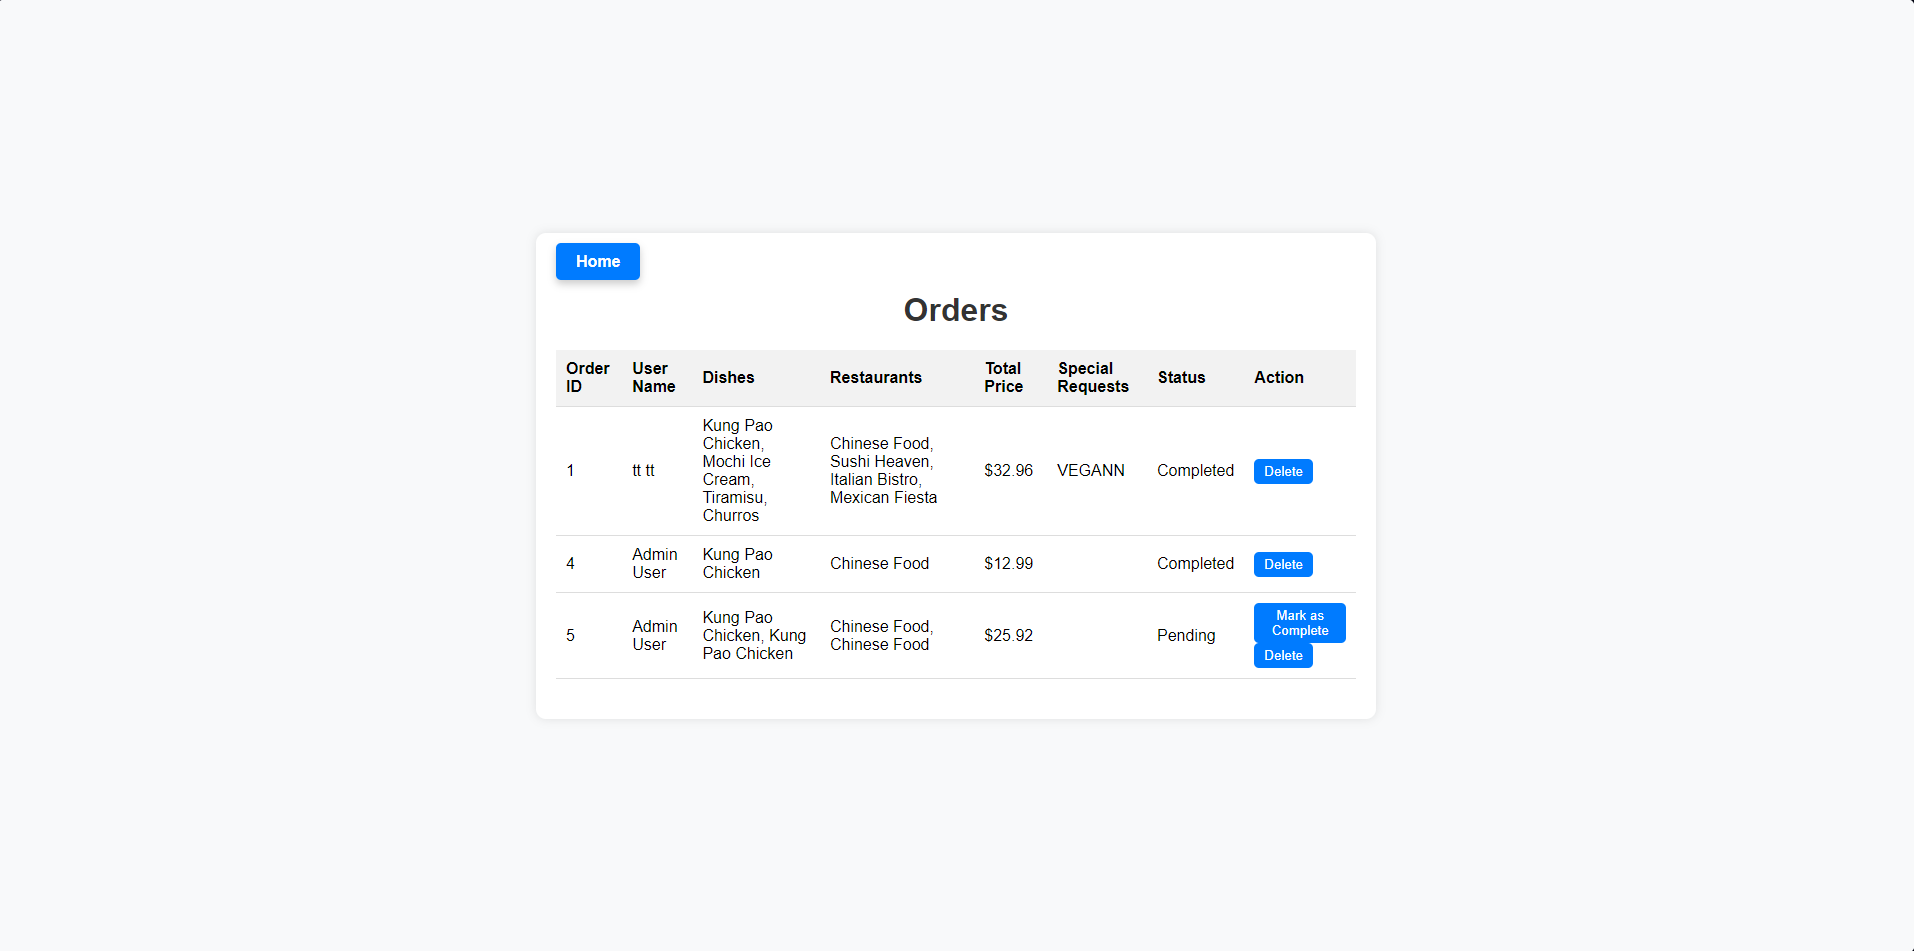 Home
Orders
Order ID User Name Dishes Restaurants Total Price Special Requests Status Action
1 tt tt Kung Pao Chicken, Mochi Ice Cream, Tiramisu, Churros Chinese Food, Sushi Heaven, Italian Bistro, Mexican Fiesta $32.96 VEGANN Completed Delete
4 Admin User Kung Pao Chicken Chinese Food $12.99 Completed Delete
5 Admin User Kung Pao Chicken, Kung Pao Chicken Chinese Food, Chinese Food $25.92 Pending Mark as Complete Delete